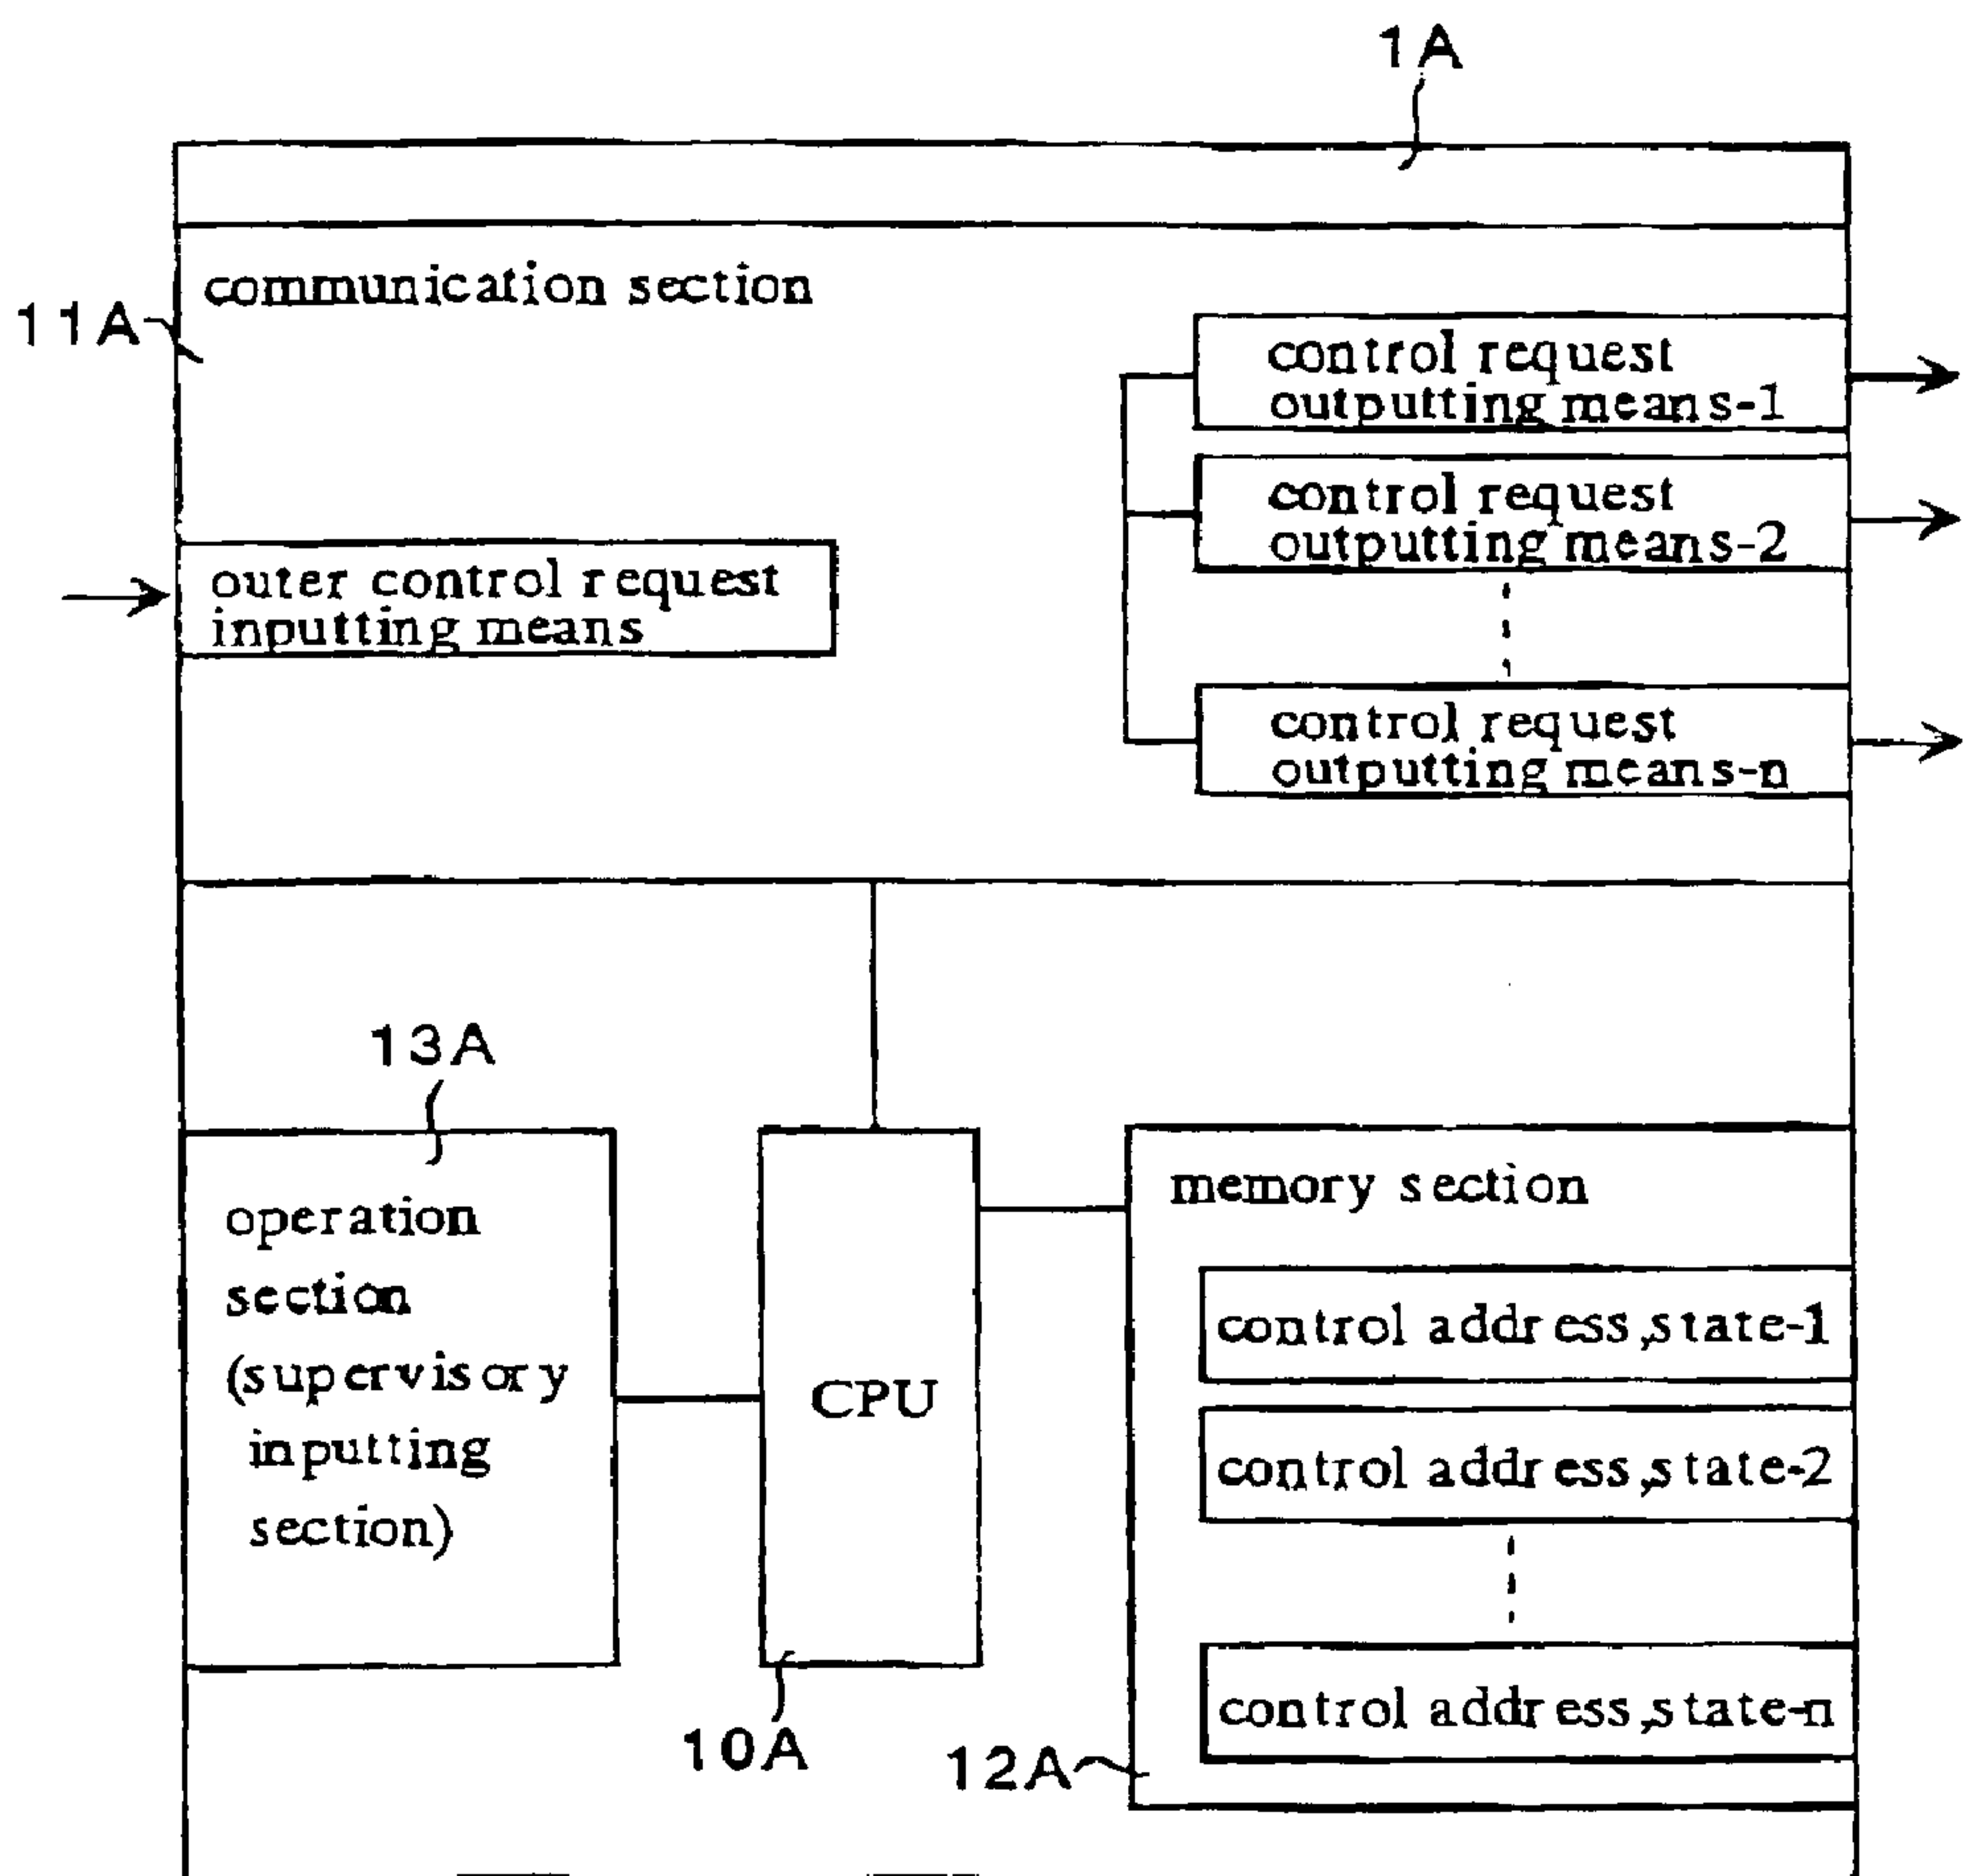 1A
communication section
11A
control request
outputting means-1
control request
outputting means-2
outer control request
inputting means
control request
outputting means-n
13A
operation
section
(supervisory
inputting
section)
CPU
memory section
control address,state-1
control address,state-2
control address,state-n
10A
12A